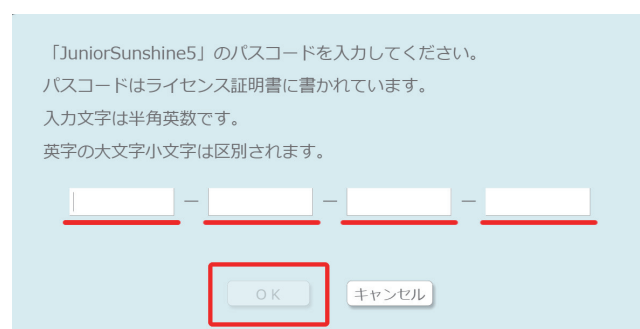 「JuniorSunshine5」のパスコードを入力してください。
パスコードはライセンス証明書に書かれています。
入力文字は半角英数です。
英字の大文字小文字は区別されます。
－ － －
OK キャンセル